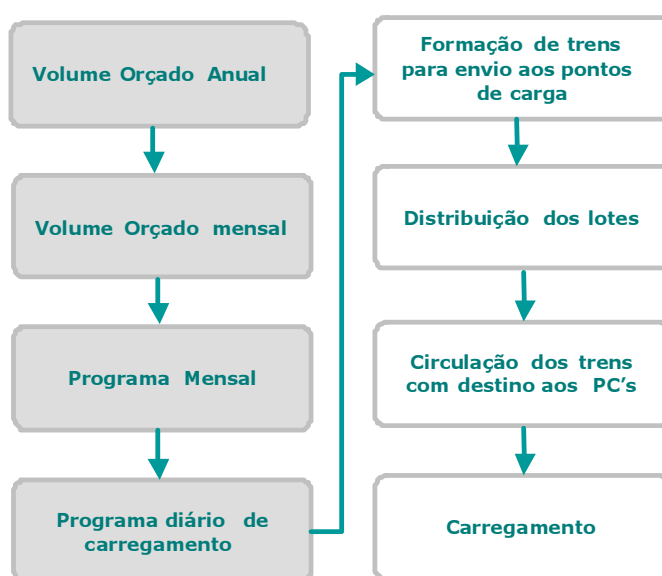 Volume Orçado Anual
Volume Orçado mensal
Programa Mensal
Programa diário de
carregamento
Formação de trens
para envio aos pontos
de carga
Distribuição dos lotes
Circulação dos trens
com destino aos PC's
Carregamento